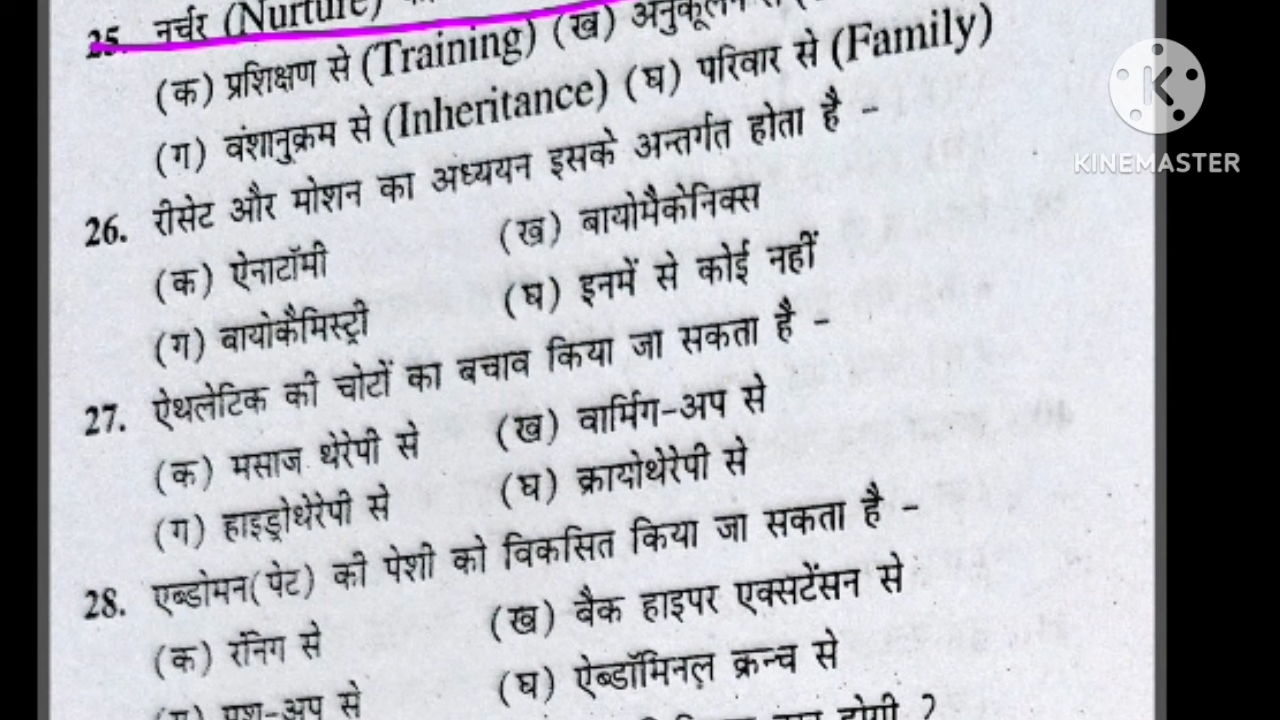 25. नर्चर (Nurture)
(क) प्रशिक्षण से (Training) (ख) अनुकूलन से
(ग) वंशानुक्रम से (Inheritance) (घ) परिवार से (Family)
26. रीसेट और मोशन का अध्ययन इसके अन्तर्गत होता है -
(क) ऐनाटॉमी (ख) बायोमैकेनिक्स
(ग) बायोकैमिस्ट्री (घ) इनमें से कोई नहीं
27. ऐथलेटिक की चोटों का बचाव किया जा सकता है -
(क) मसाज थेरेपी से (ख) वार्मिग-अप से
(ग) हाइड्रोथेरेपी से (घ) क्रायोथेरेपी से
28. एब्डोमन(पेट) की पेशी को विकसित किया जा सकता है -
(क) रंनिग से (ख) बैक हाइपर एक्सटेंसन से
(ग) पुश-अप से (घ) ऐब्डॉमिनल क्रन्च से
होगी ?
KINEMASTER